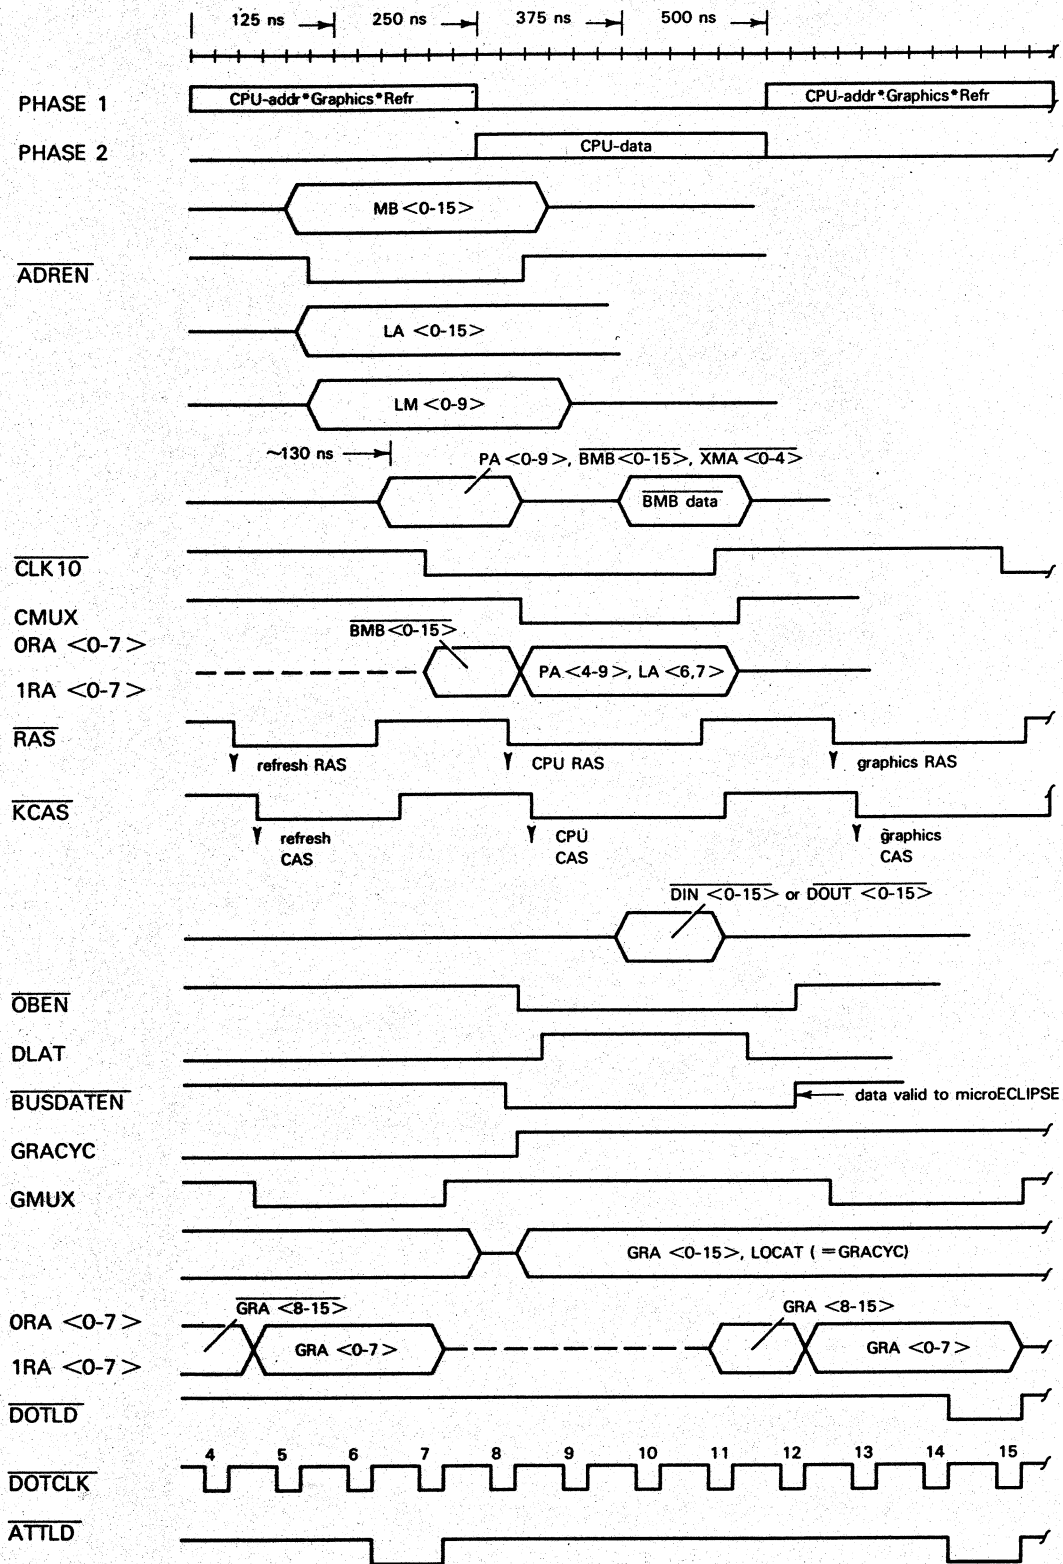 125 ns 250 ns 375 ns 500 ns
PHASE 1 CPU-addr*Graphics*Refr CPU-addr*Graphics*Refr
PHASE 2 CPU-data
MB <0-15>
ADREN
LA <0-15>
LM <0-9>
~130 ns PA <0-9>, BMB <0-15>, XMA <0-4>
BMB data
CLK10
CMUX
0RA <0-7> BMB <0-15>
1RA <0-7> PA <4-9>, LA <6,7>
RAS
refresh RAS CPU RAS graphics RAS
KCAS
refresh CPU graphics
CAS CAS CAS
DIN <0-15> or DOUT <0-15>
OBEN
DLAT
BUSDATEN data valid to microECLIPSE
GRACYC
GMUX
GRA <0-15>, LOCAT (=GRACYC)
GRA <8-15> GRA <8-15>
0RA <0-7>
1RA <0-7> GRA <0-7> GRA <0-7>
DOTLD
4 5 6 7 8 9 10 11 12 13 14 15
DOTCLK
ATTLD